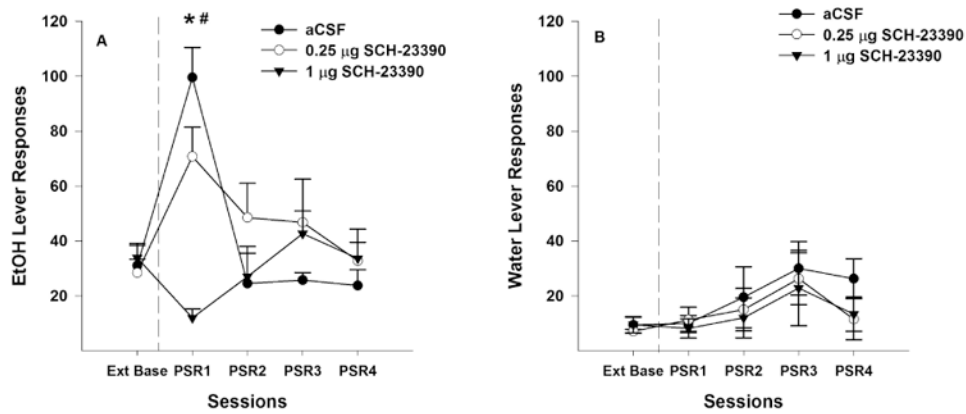 120
100
80
60
40
20
EtOH Lever Responses
A
* #
aCSF
0.25 μg SCH-23390
1 μg SCH-23390
Ext Base PSR1 PSR2 PSR3 PSR4
Sessions
120
100
80
60
40
20
Water Lever Responses
B
aCSF
0.25 μg SCH-23390
1 μg SCH-23390
Ext Base PSR1 PSR2 PSR3 PSR4
Sessions